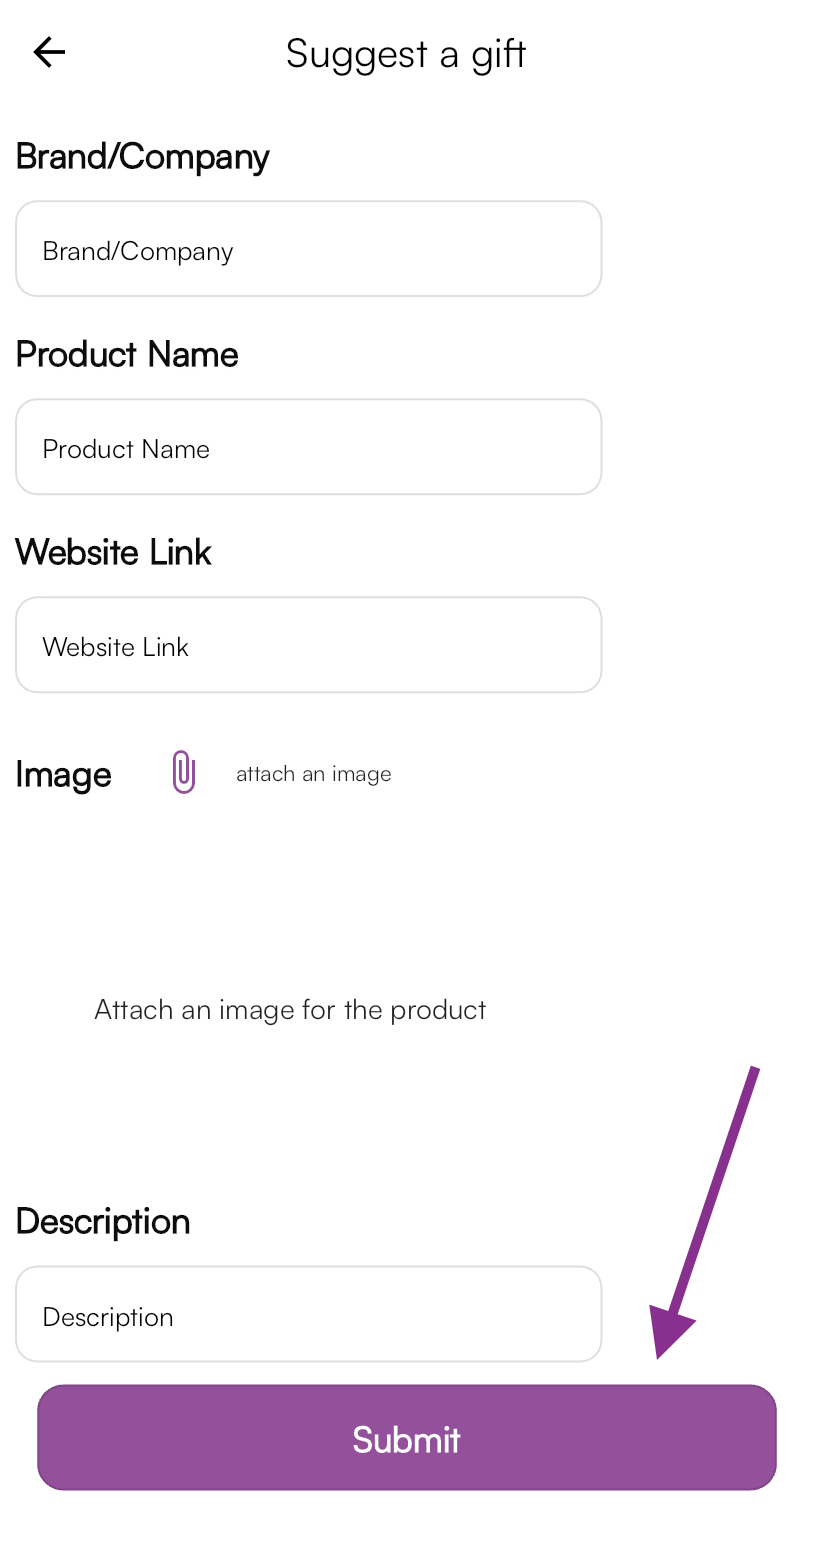 Suggest a gift
Brand/Company
Brand/Company
Product Name
Product Name
Website Link
Website Link
Image attach an image
Attach an image for the product
Description
Description
Submit